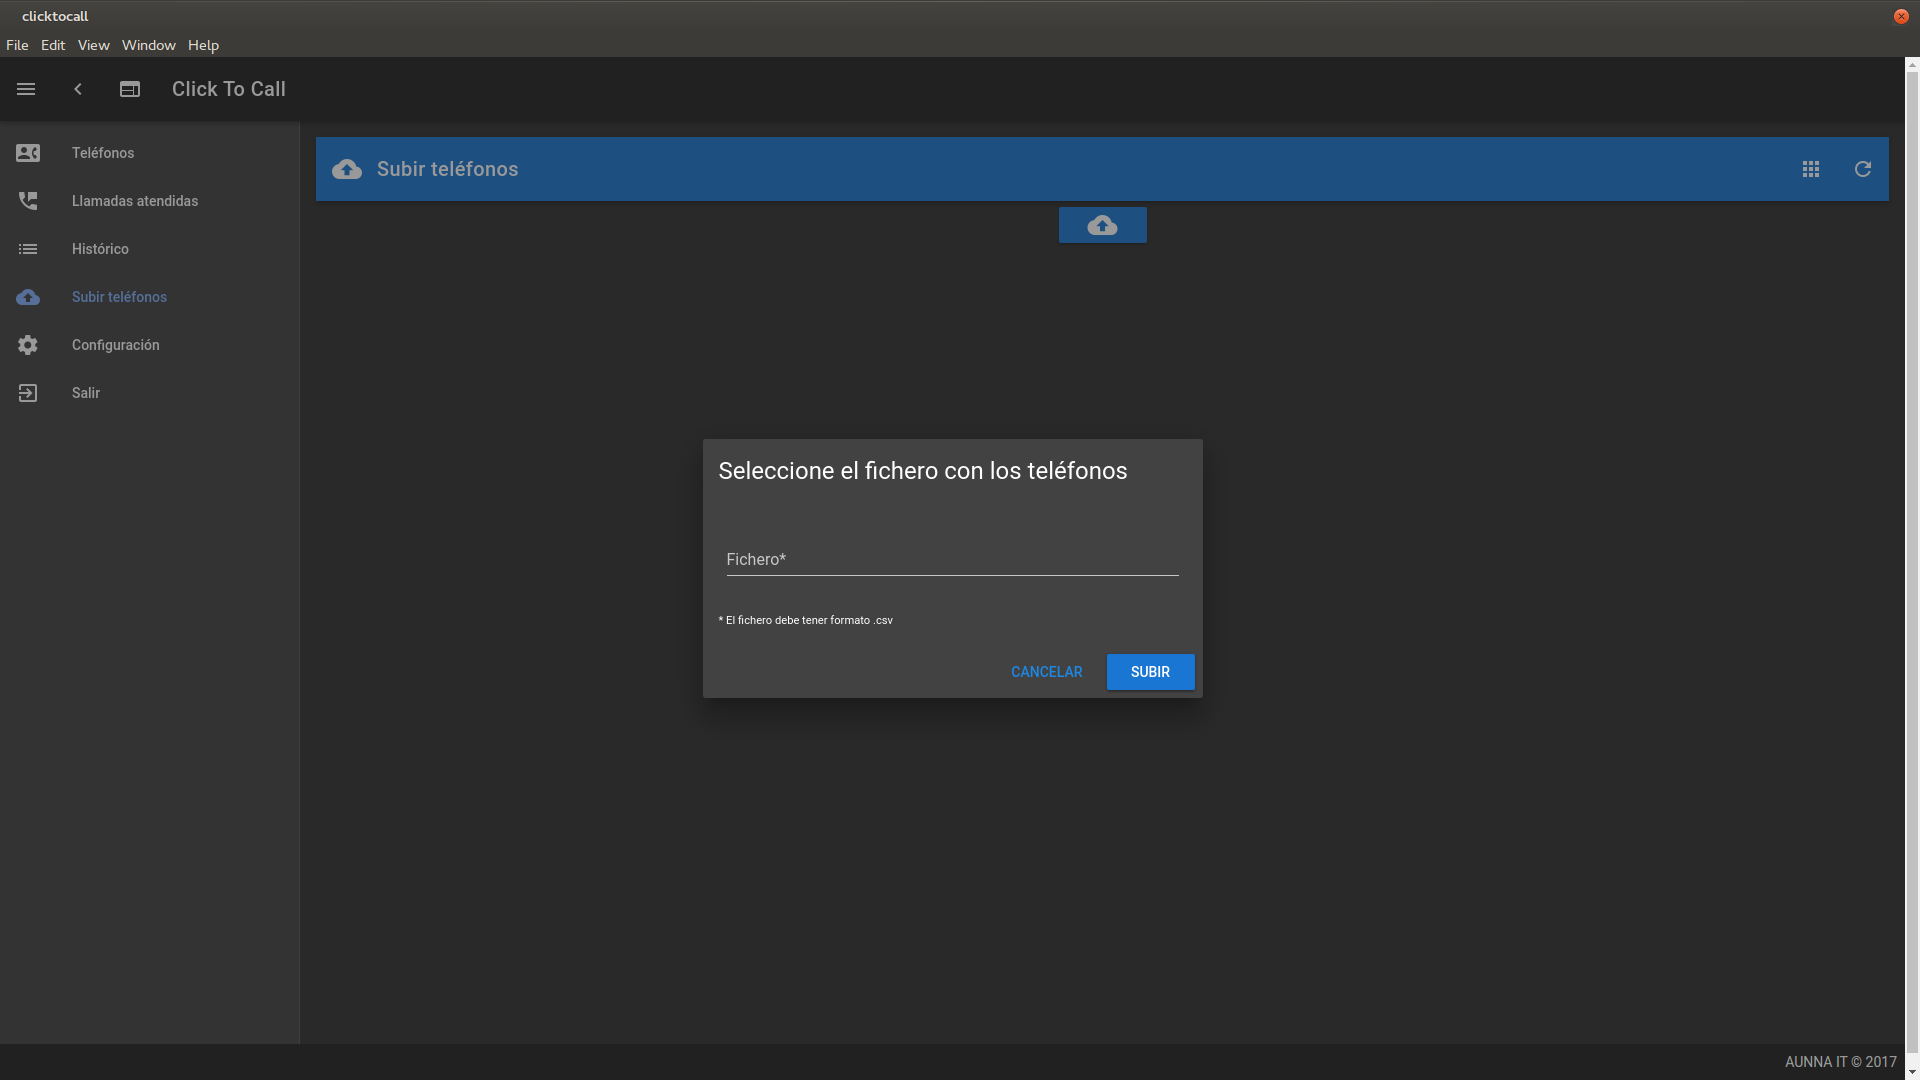 clicktocall
File Edit View Window Help
Click To Call
Teléfonos
Llamadas atendidas
Histórico
Subir teléfonos
Configuración
Salir
Subir teléfonos
Seleccione el fichero con los teléfonos
Fichero*
* El fichero debe tener formato .csv
CANCELAR SUBIR
AUNNA IT © 2017